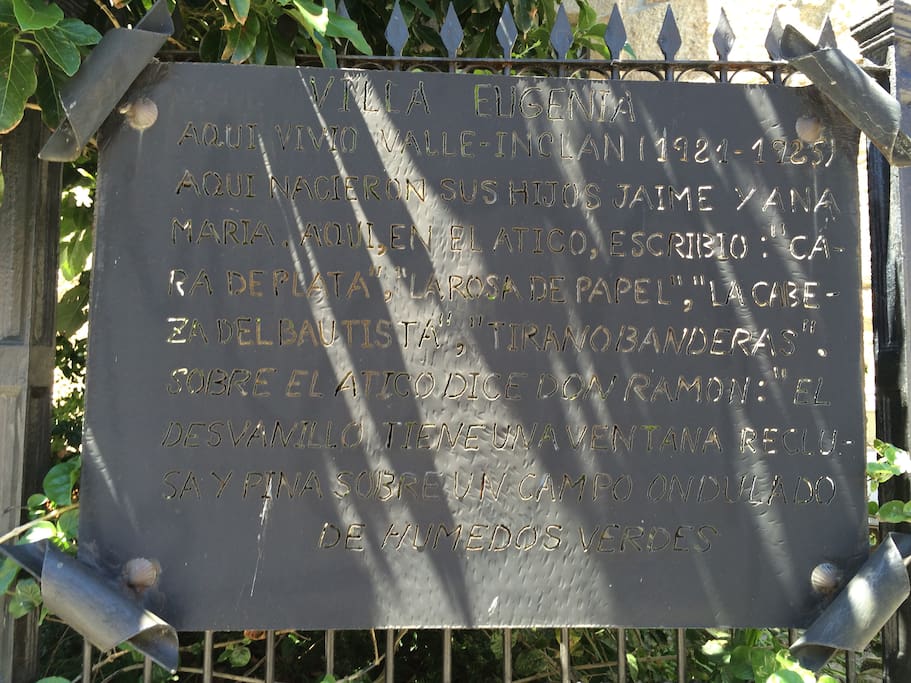 VILLA EUGENIA
AQUI VIVIO VALLE-INCLAN (1921-1925)
AQUI NACIERON SUS HIJOS JAIME Y ANA
MARIA. AQUI, EN EL ATICO, ESCRIBIO: "CA-
RA DE PLATA", "LA ROSA DE PAPEL", "LA CABE-
ZA DEL BAUTISTA", "TIRANO BANDERAS".
SOBRE EL ATICO DICE DON RAMON: "EL
DESVANILLO TIENE UNA VENTANA RECLU-
SA Y PINA SOBRE UN CAMPO ONDULADO
DE HUMEDOS VERDES